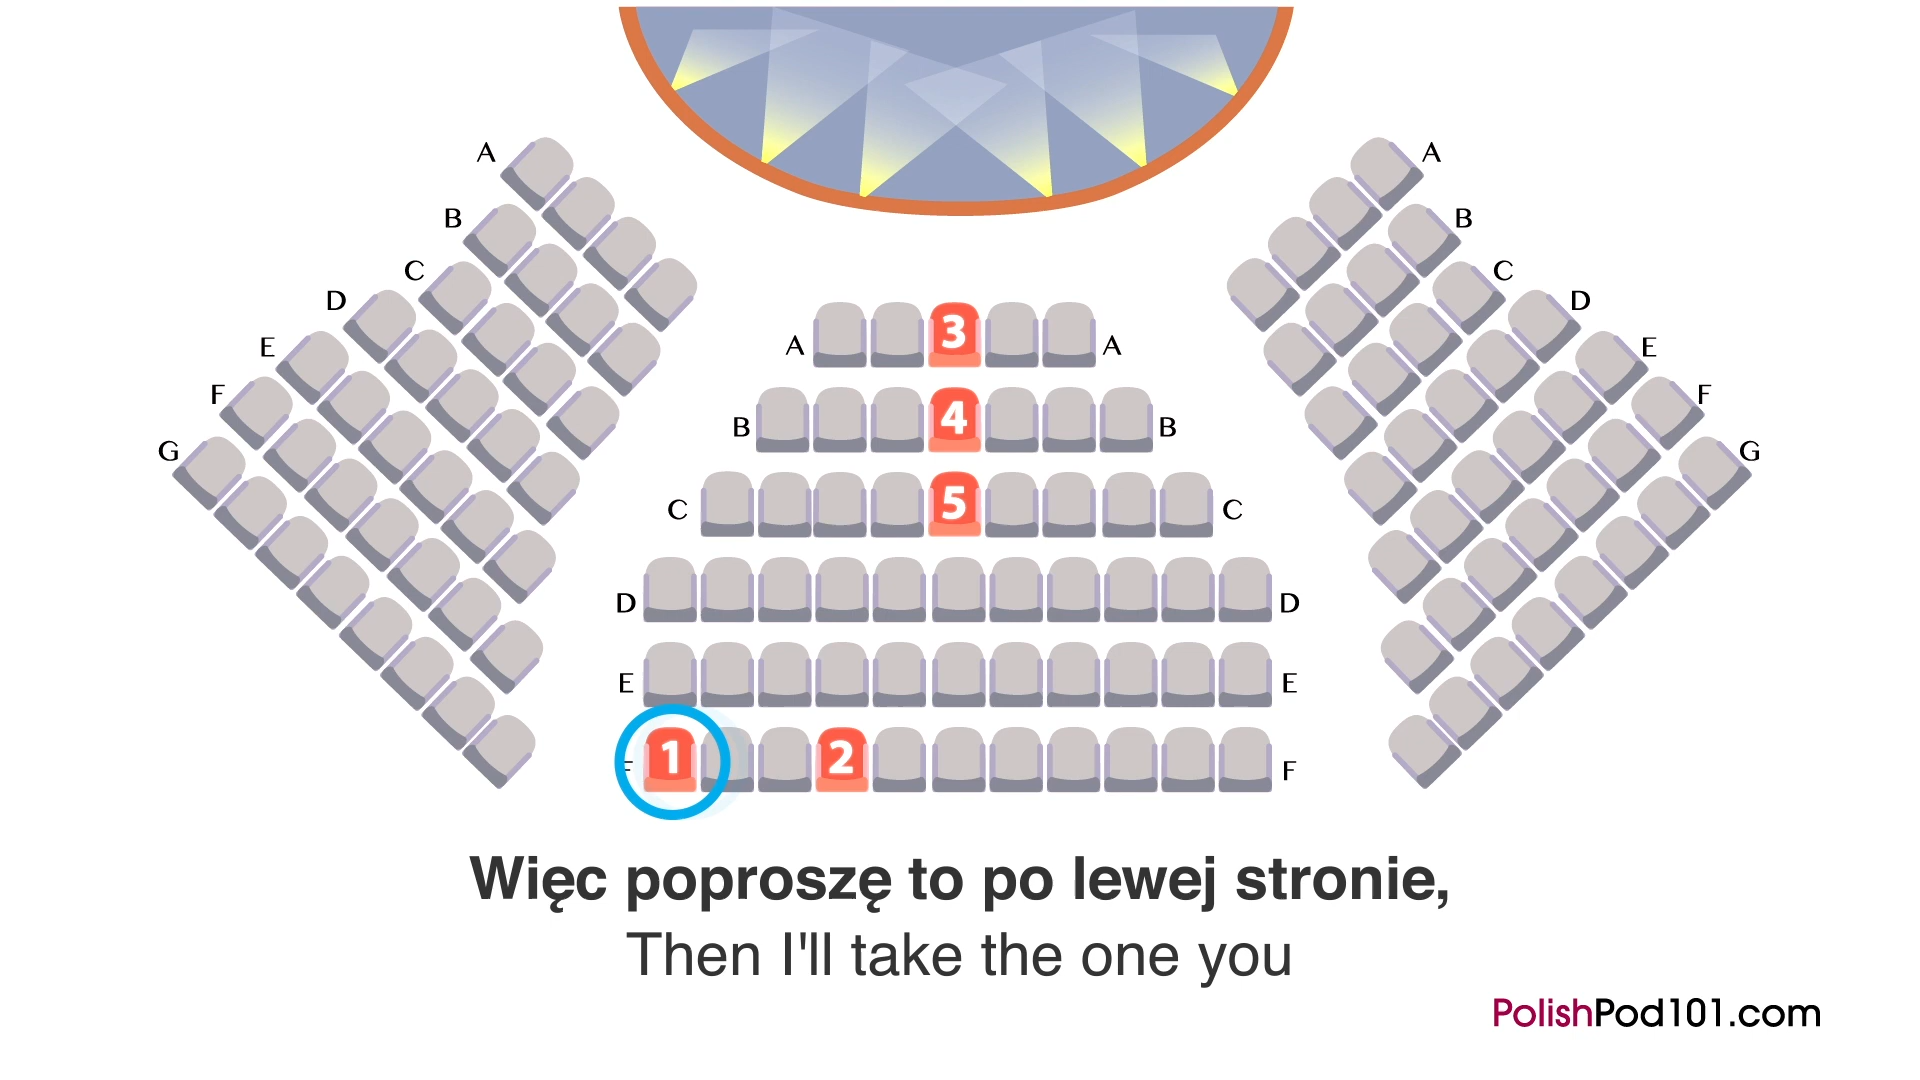 A
B
C
D
E
F
G
A
B
C
D
E
F
G
A 3 A
B 4 B
C 5 C
D D
E E
F 1 2 F
Więc poproszę to po lewej stronie,
Then I'll take the one you
PolishPod101.com